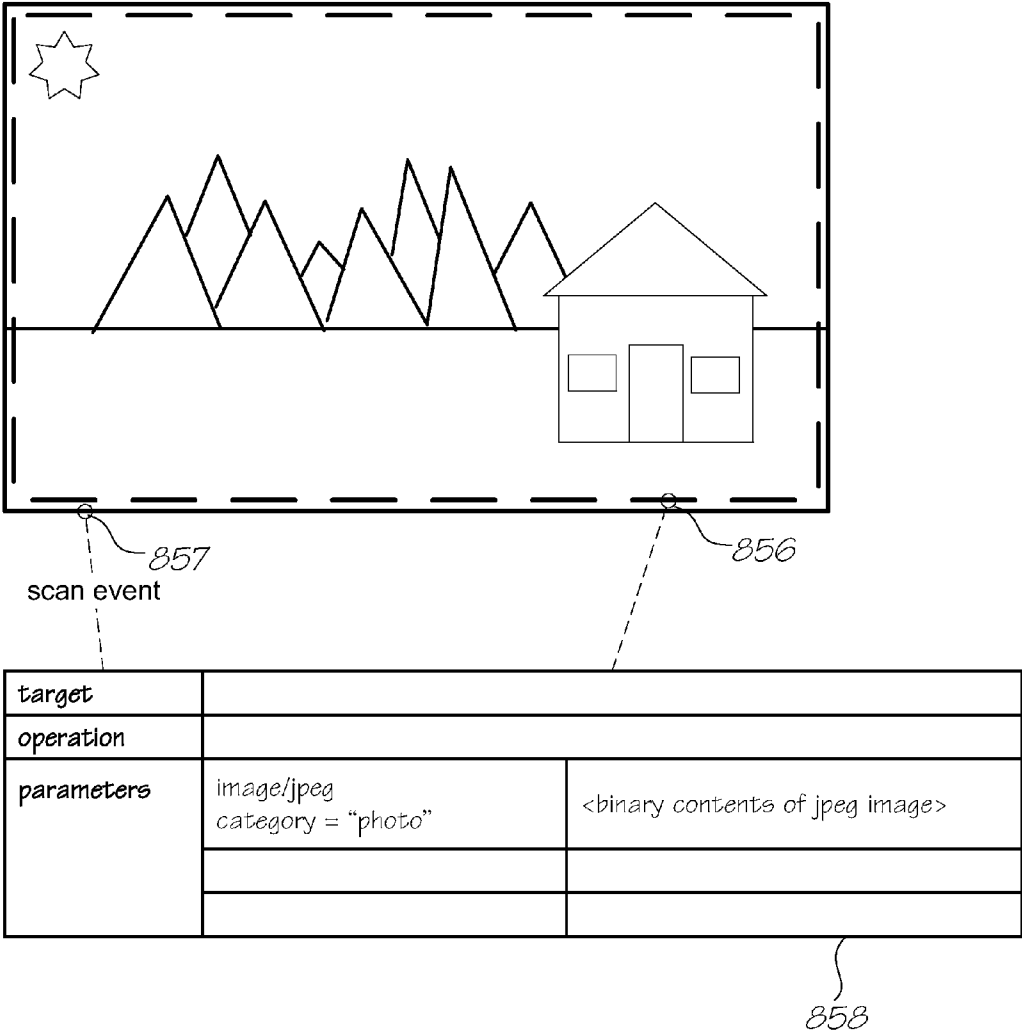 857
856
scan event
target
operation
parameters
image/jpeg
category = “photo”
<binary contents of jpeg image>
858